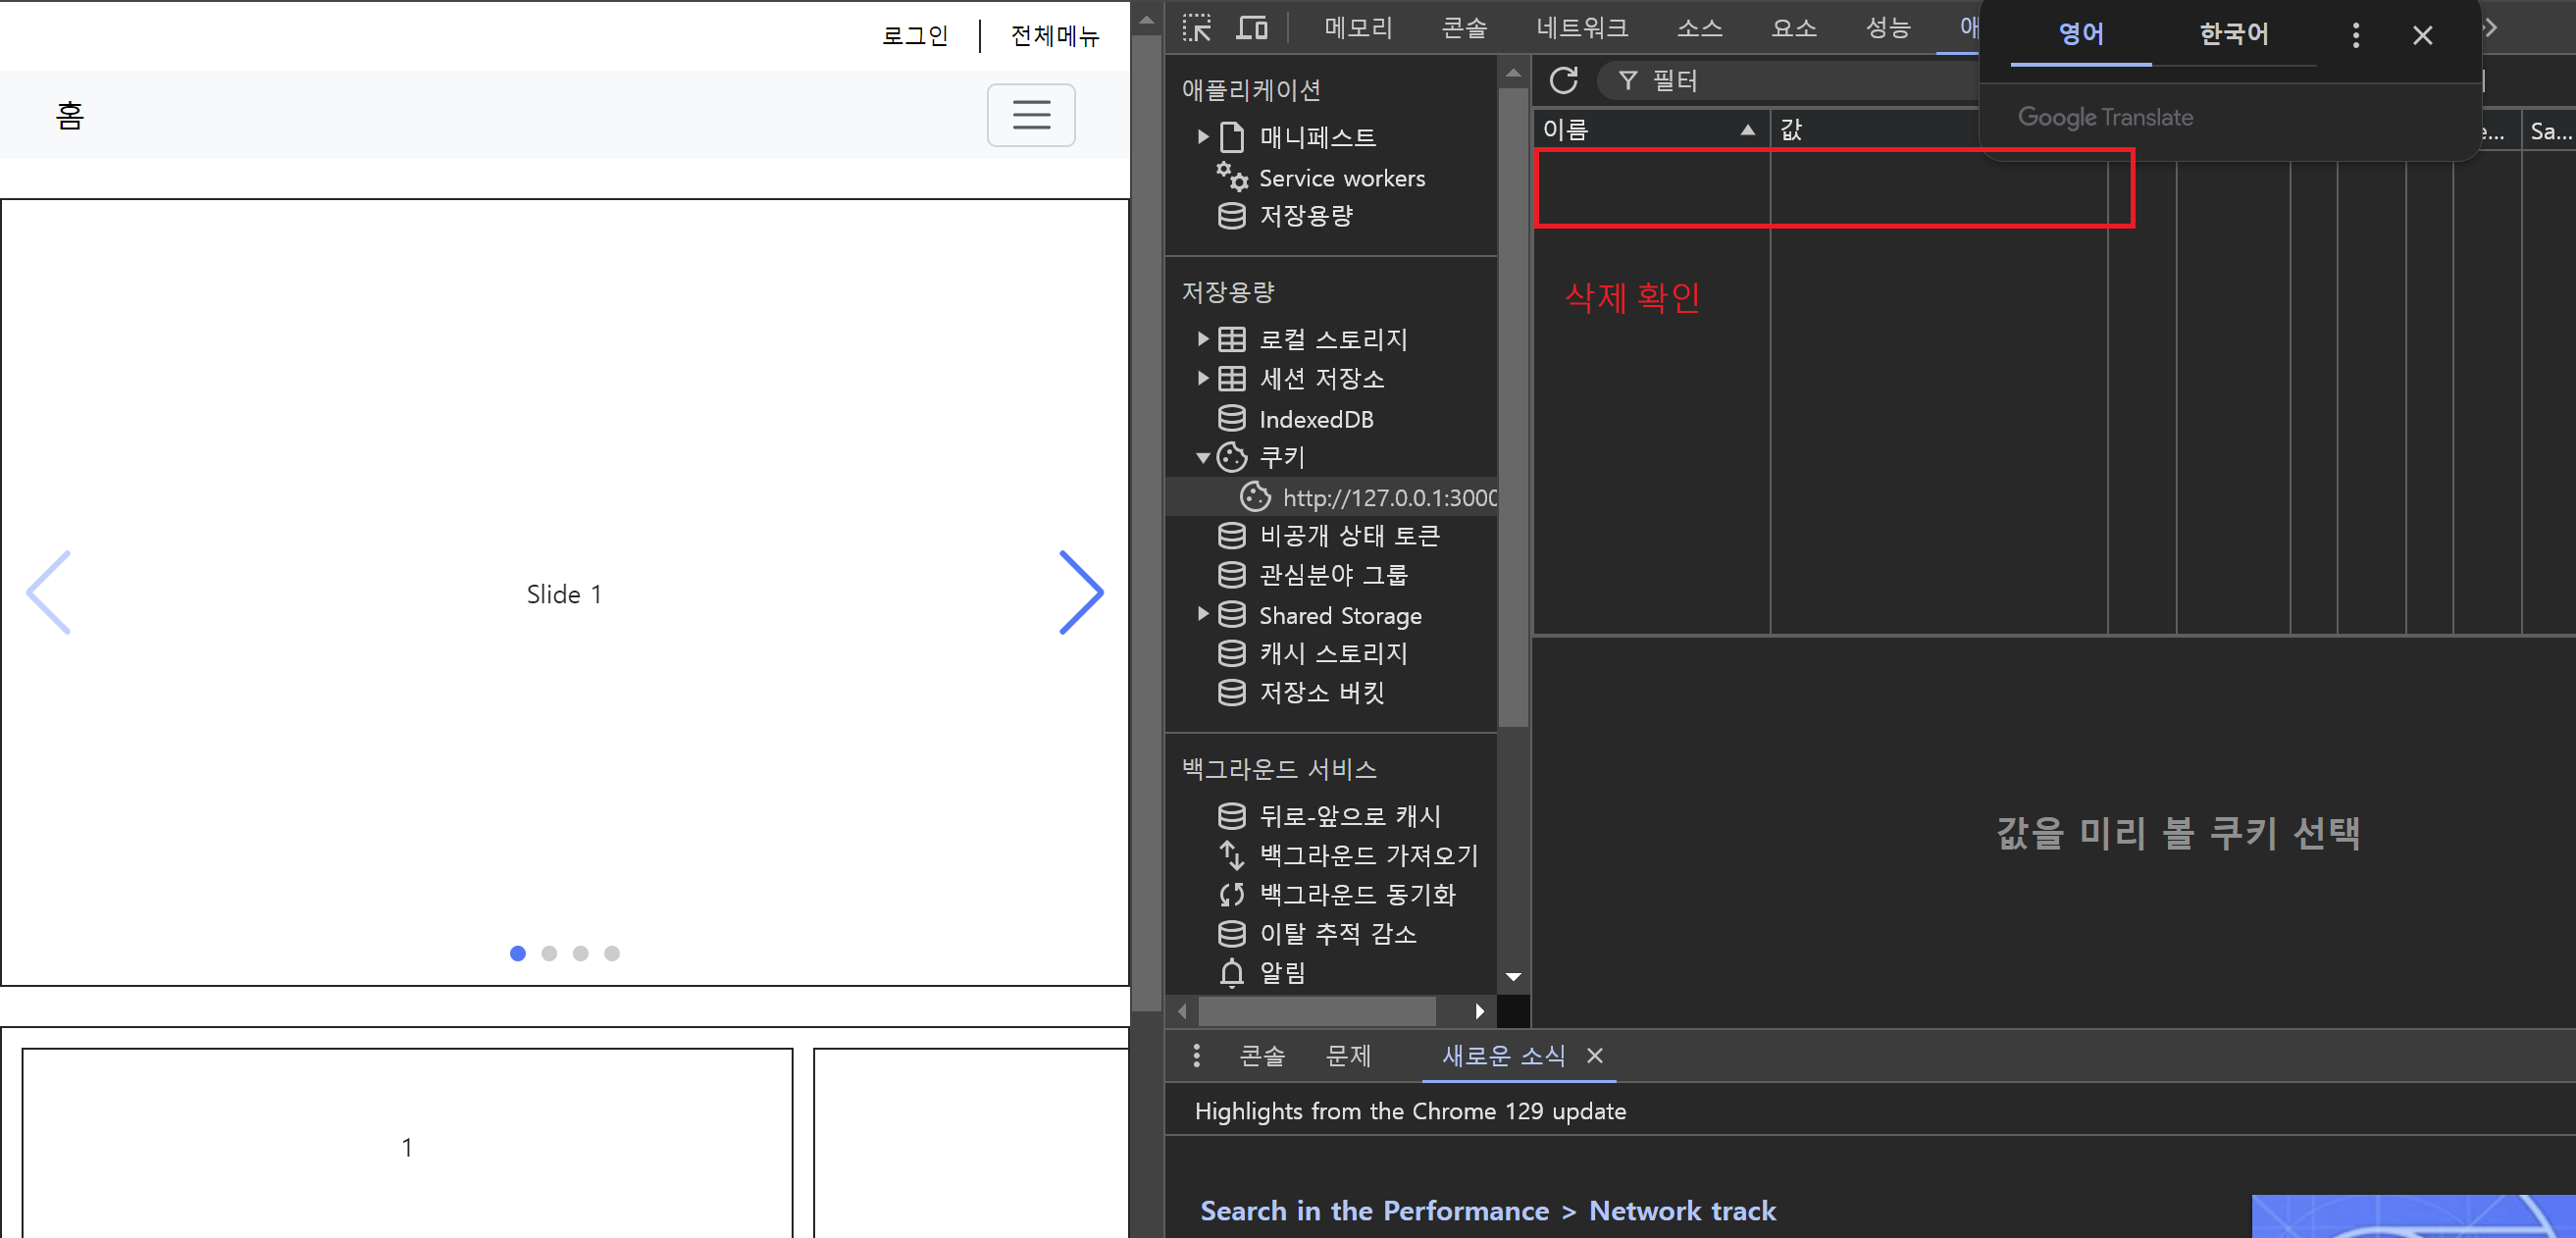 로그인
전체메뉴
홈
Slide 1
1
메모리
콘솔
네트워크
소스
요소
성능
애
영어
한국어
Google Translate
애플리케이션
매니페스트
Service workers
저장용량
저장용량
로컬 스토리지
세션 저장소
IndexedDB
쿠키
http://127.0.0.1:3000
비공개 상태 토큰
관심분야 그룹
Shared Storage
캐시 스토리지
저장소 버킷
백그라운드 서비스
뒤로-앞으로 캐시
백그라운드 가져오기
백그라운드 동기화
이탈 추적 감소
알림
필터
이름
값
Sa...
삭제 확인
값을 미리 볼 쿠키 선택
콘솔
문제
새로운 소식
Highlights from the Chrome 129 update
Search in the Performance > Network track